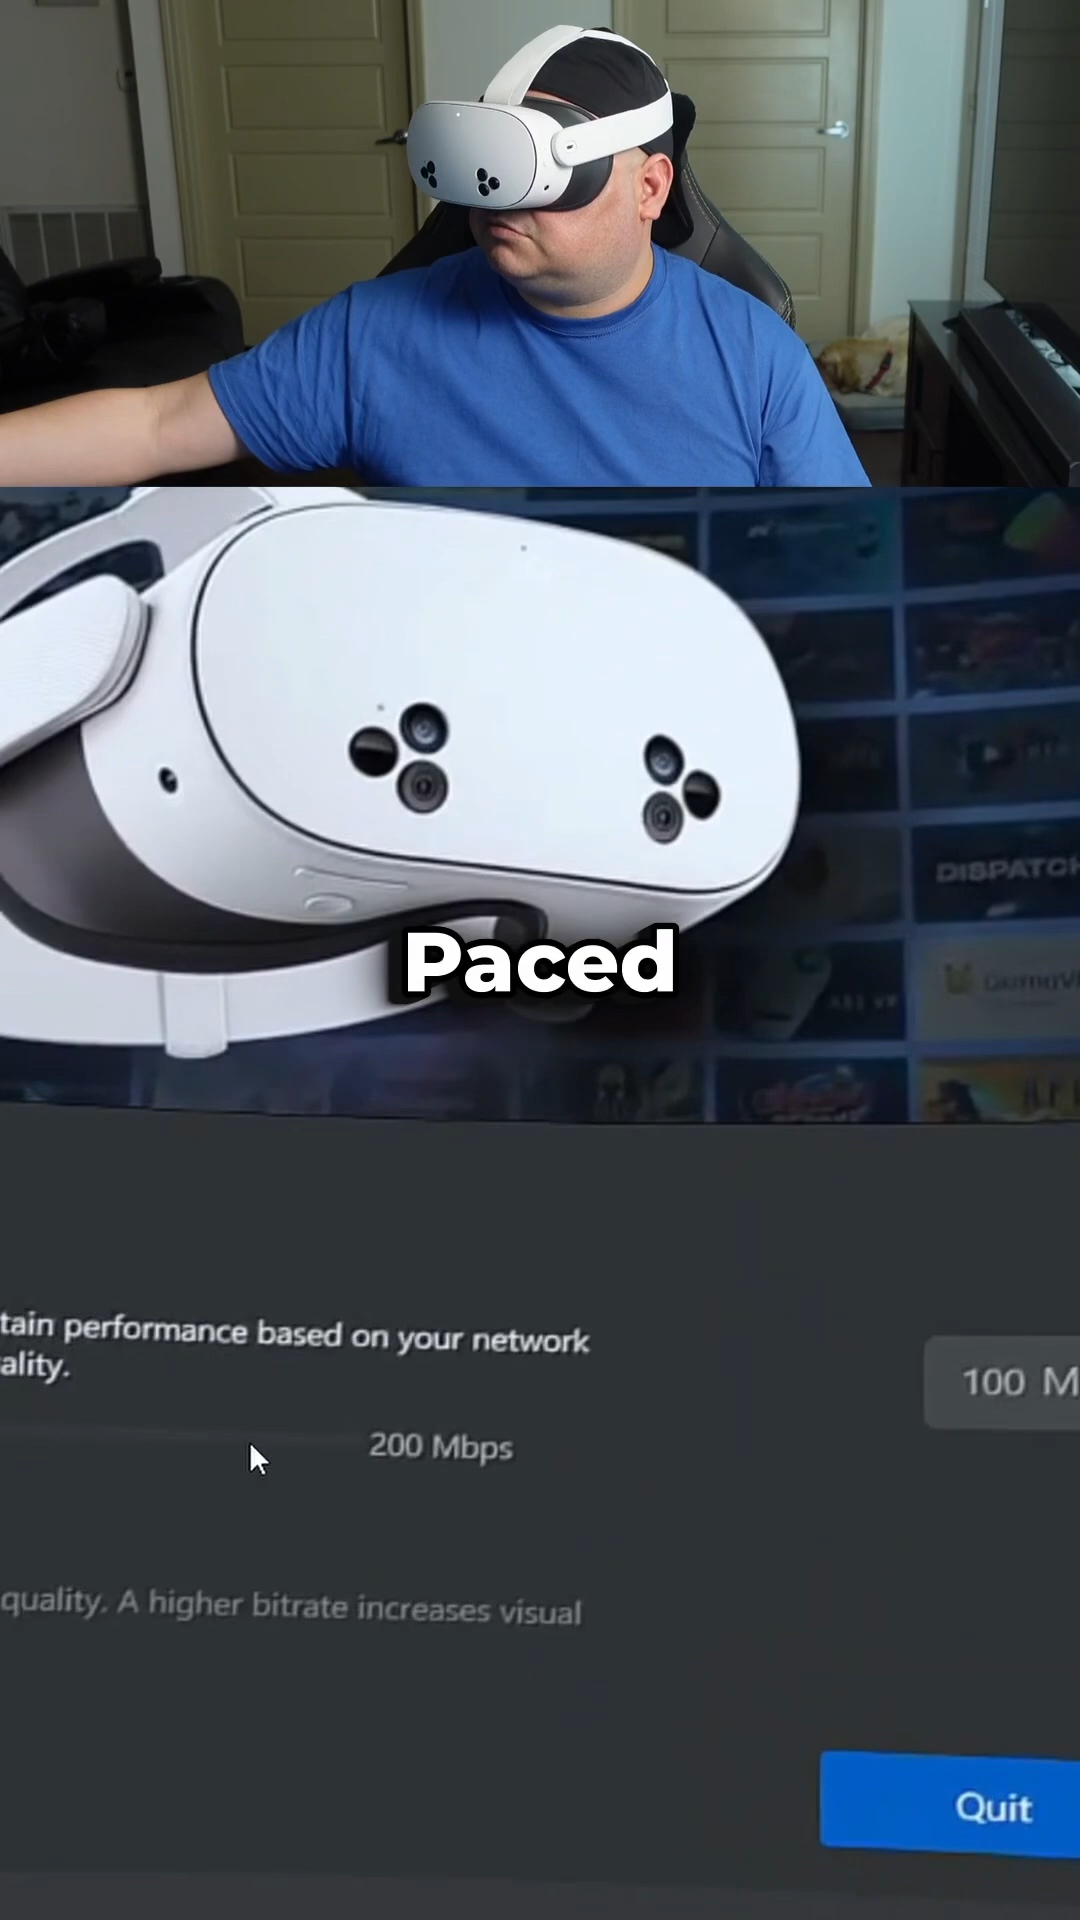 DISPATCH
Paced
tain performance based on your network
ality.
100 M
200 Mbps
quality. A higher bitrate increases visual
Quit